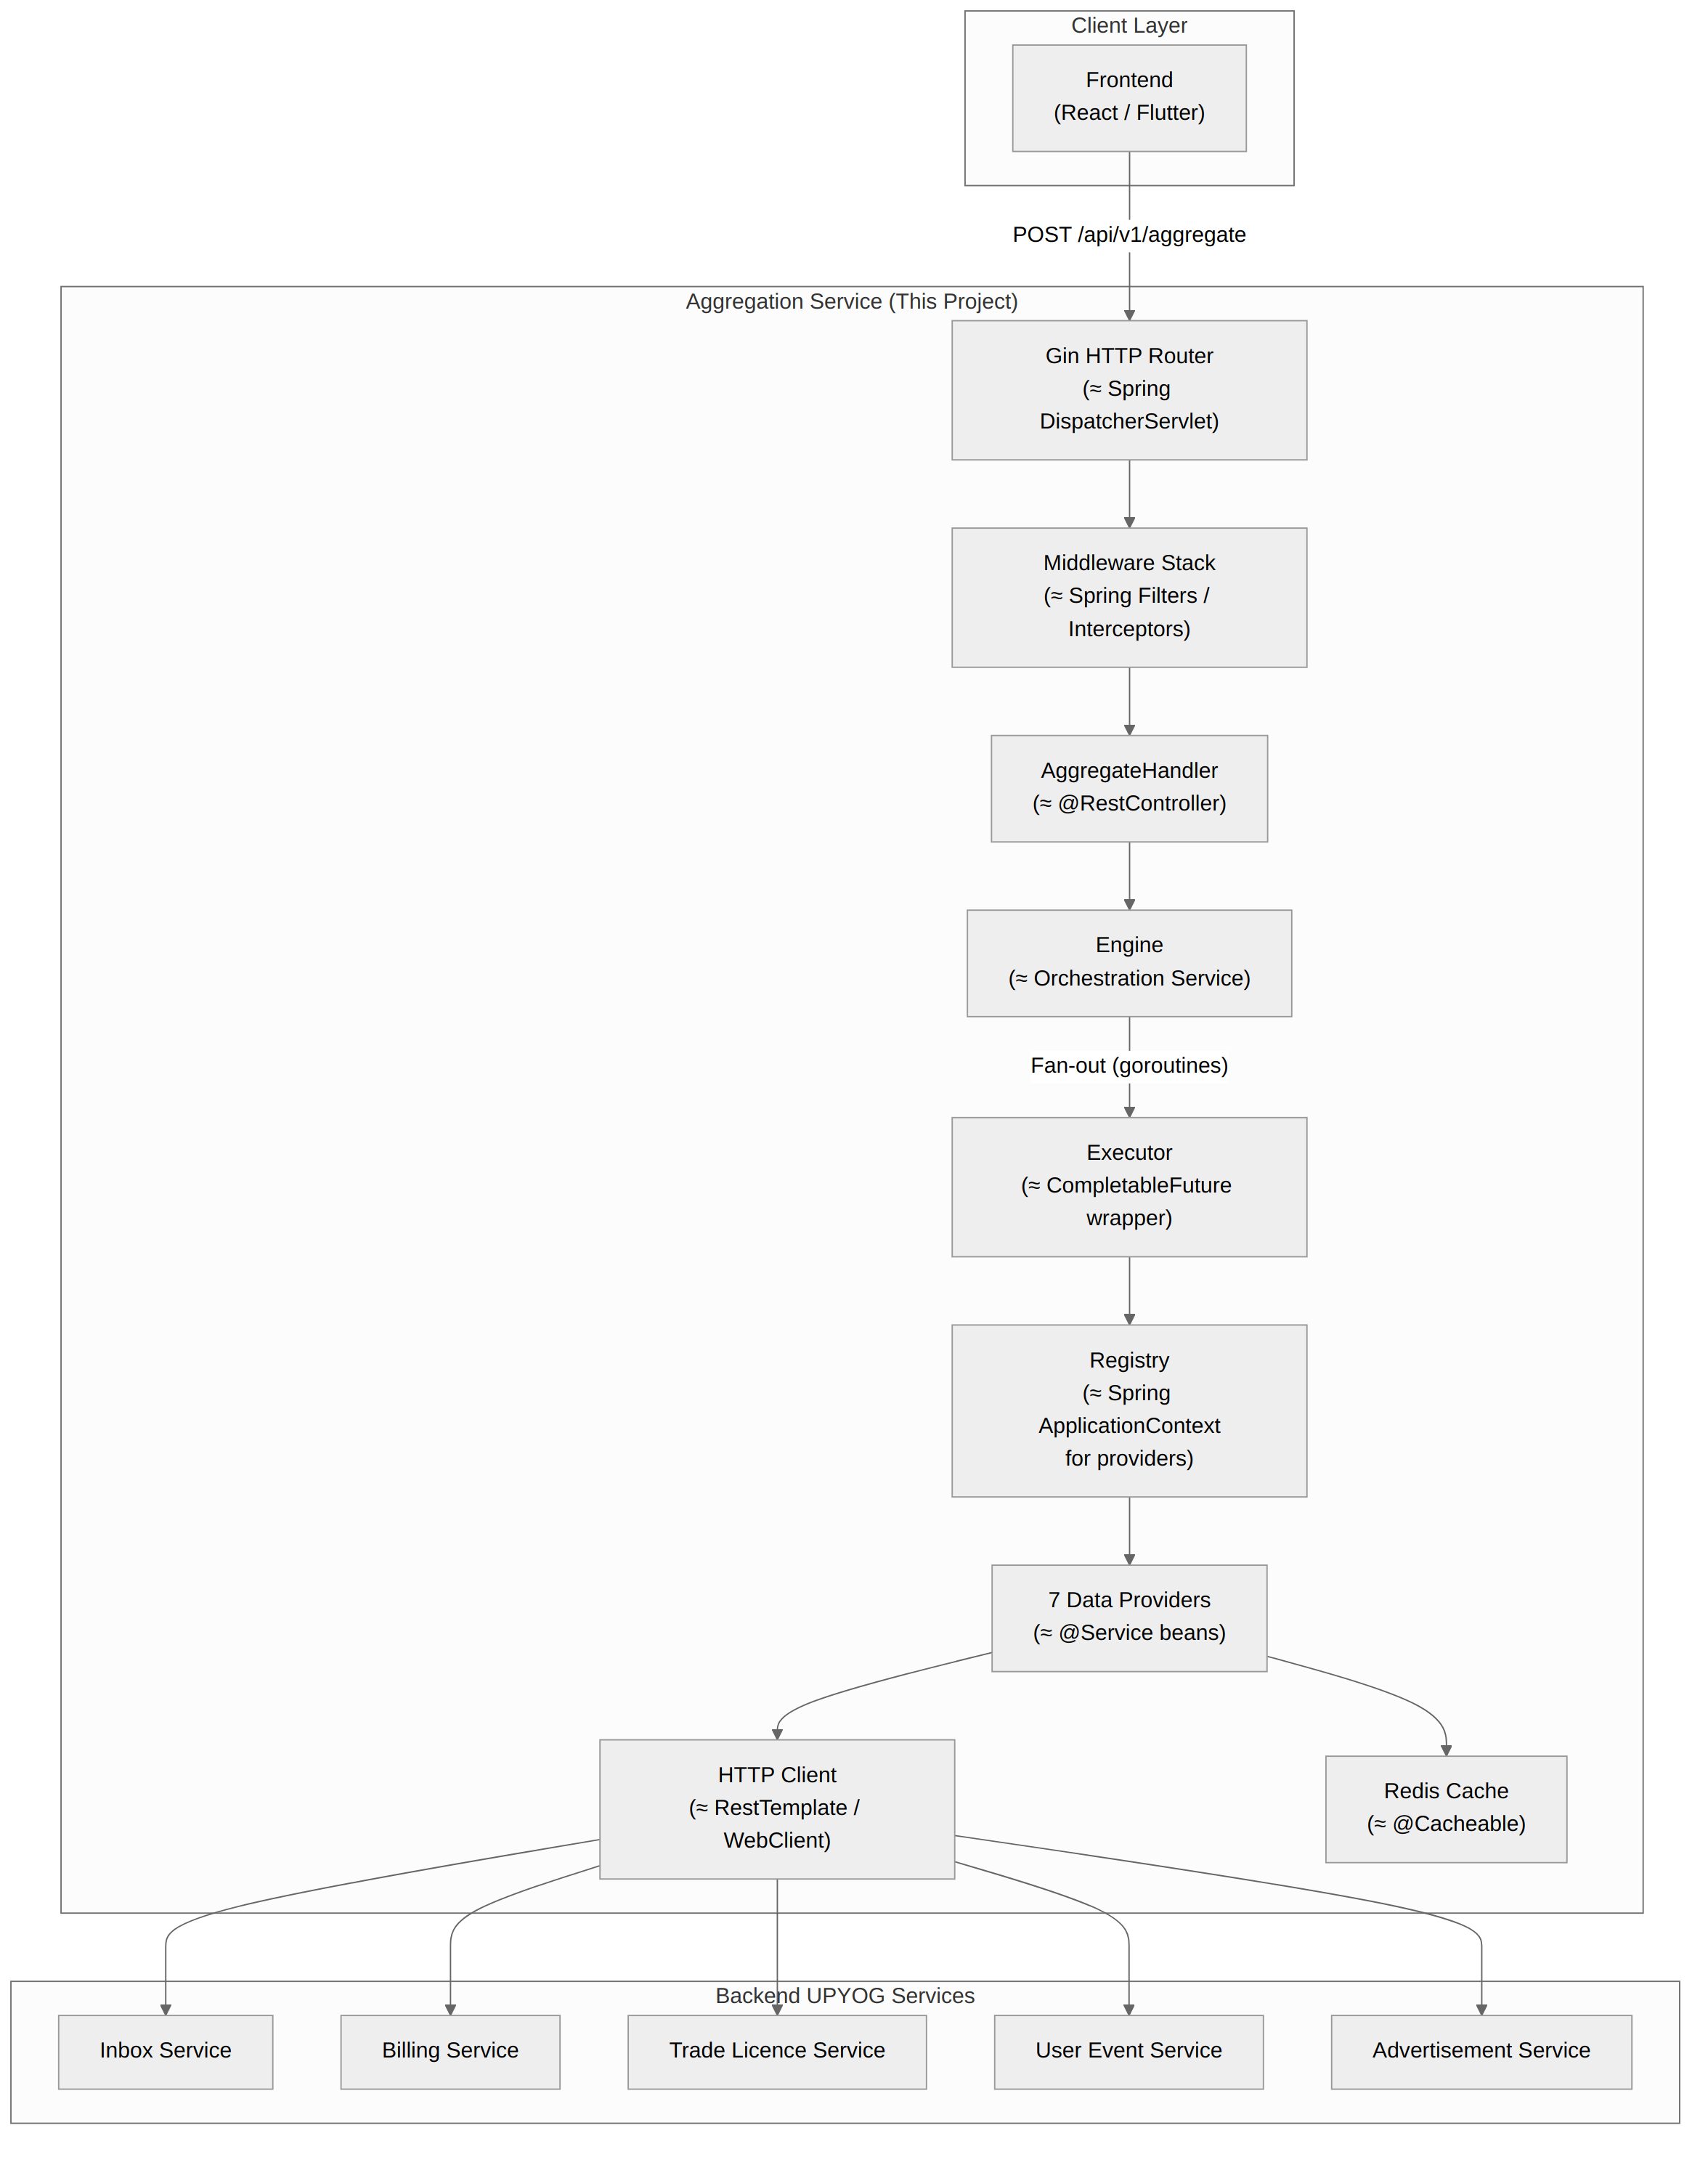 Client Layer
Frontend
(React / Flutter)
POST /api/v1/aggregate
Aggregation Service (This Project)
Gin HTTP Router
(≈ Spring
DispatcherServlet)
Middleware Stack
(≈ Spring Filters /
Interceptors)
AggregateHandler
(≈ @RestController)
Engine
(≈ Orchestration Service)
Fan-out (goroutines)
Executor
(≈ CompletableFuture
wrapper)
Registry
(≈ Spring
ApplicationContext
for providers)
7 Data Providers
(≈ @Service beans)
HTTP Client
(≈ RestTemplate /
WebClient)
Redis Cache
(≈ @Cacheable)
Backend UPYOG Services
Inbox Service
Billing Service
Trade Licence Service
User Event Service
Advertisement Service